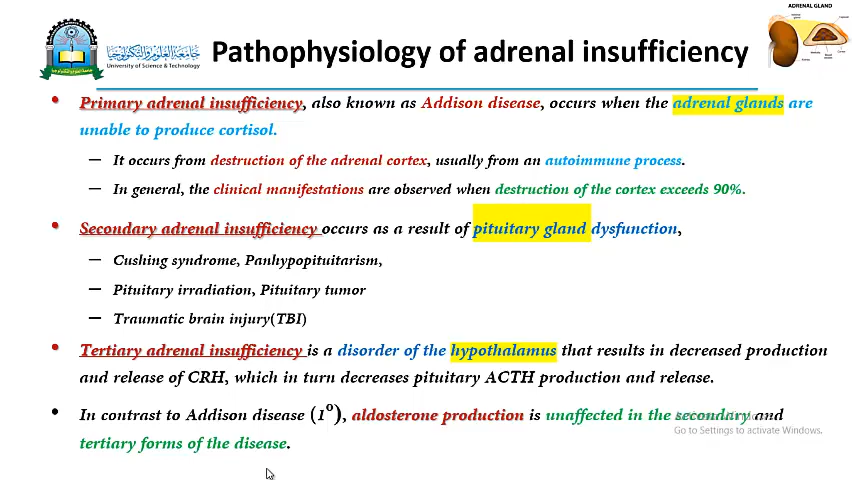 ADRENAL GLAND
جامعة العلوم والتكنولوجيا
University of Science & Technology
Pathophysiology of adrenal insufficiency
• Primary adrenal insufficiency, also known as Addison disease, occurs when the adrenal glands are
unable to produce cortisol.
– It occurs from destruction of the adrenal cortex, usually from an autoimmune process.
– In general, the clinical manifestations are observed when destruction of the cortex exceeds 90%.
• Secondary adrenal insufficiency occurs as a result of pituitary gland dysfunction,
– Cushing syndrome, Panhypopituitarism,
– Pituitary irradiation, Pituitary tumor
– Traumatic brain injury(TBI)
• Tertiary adrenal insufficiency is a disorder of the hypothalamus that results in decreased production
and release of CRH, which in turn decreases pituitary ACTH production and release.
• In contrast to Addison disease (1º), aldosterone production is unaffected in the secondary and
tertiary forms of the disease.
Activate Windows
Go to Settings to activate Windows.